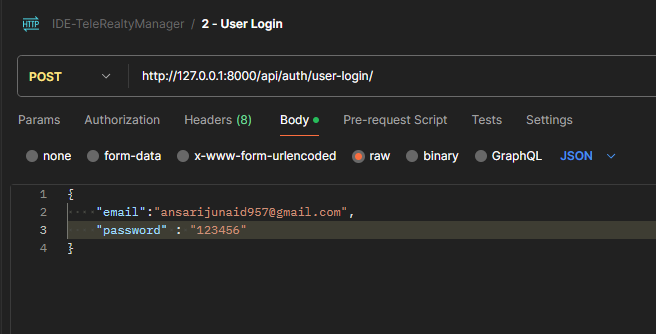 HTTP IDE-TeleRealtyManager / 2 - User Login
POST http://127.0.0.1:8000/api/auth/user-login/
Params Authorization Headers (8) Body Pre-request Script Tests Settings
none form-data x-www-form-urlencoded raw binary GraphQL JSON
1 {
2 "email":"ansarijunaid957@gmail.com",
3 "password" : "123456"
4 }